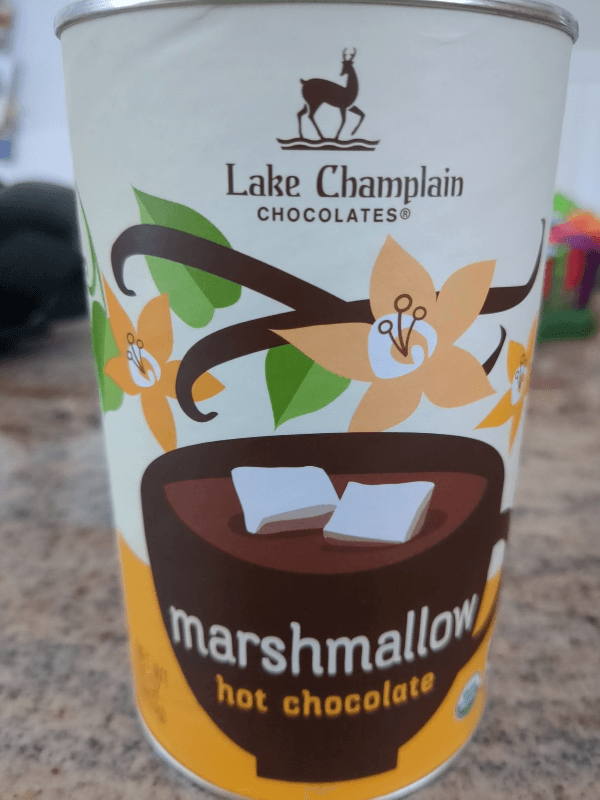 Lake Champlain
CHOCOLATES®
marshmallow
hot chocolate